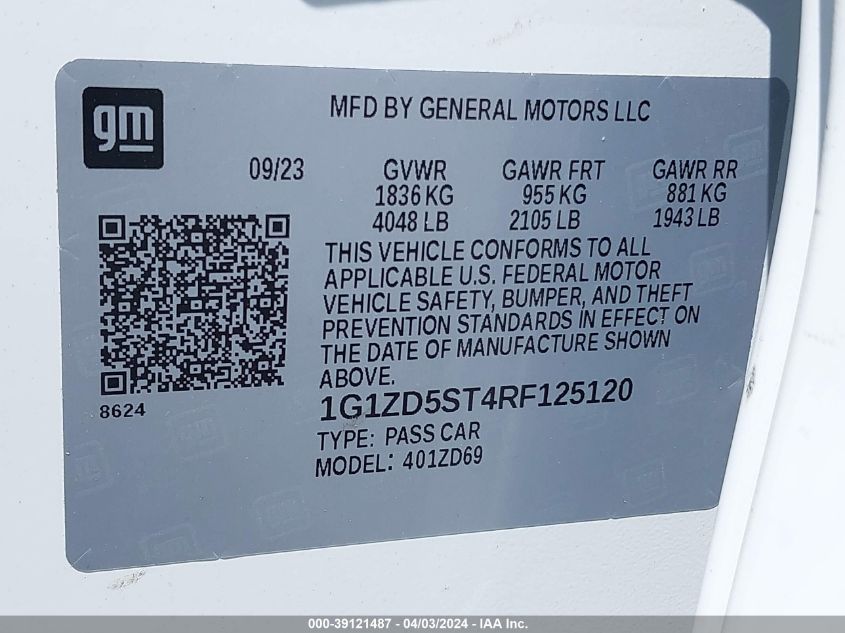 gm
MFD BY GENERAL MOTORS LLC
09/23 GVWR GAWR FRT GAWR RR
1836 KG 955 KG 881 KG
4048 LB 2105 LB 1943 LB
THIS VEHICLE CONFORMS TO ALL
APPLICABLE U.S. FEDERAL MOTOR
VEHICLE SAFETY, BUMPER, AND THEFT
PREVENTION STANDARDS IN EFFECT ON
THE DATE OF MANUFACTURE SHOWN
ABOVE.
8624
1G1ZD5ST4RF125120
TYPE: PASS CAR
MODEL: 401ZD69
000-39121487 - 04/03/2024 - IAAI.com